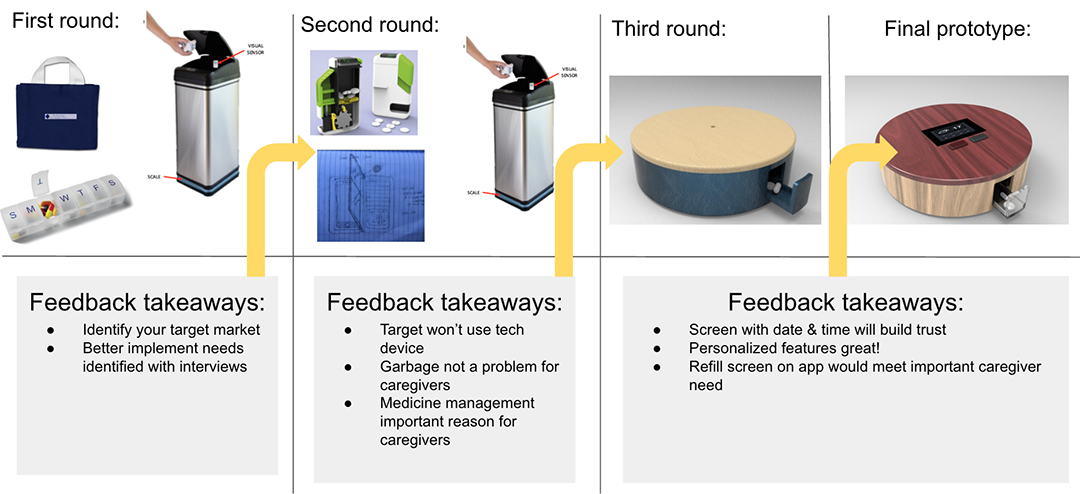 First round:
VISUAL
SENSOR
SCALE
S M W T F S
T
Second round:
VISUAL
SENSOR
SCALE
Third round:
Final prototype:
Feedback takeaways:
● Identify your target market
● Better implement needs
identified with interviews
Feedback takeaways:
● Target won’t use tech
device
● Garbage not a problem for
caregivers
● Medicine management
important reason for
caregivers
Feedback takeaways:
● Screen with date & time will build trust
● Personalized features great!
● Refill screen on app would meet important caregiver
need